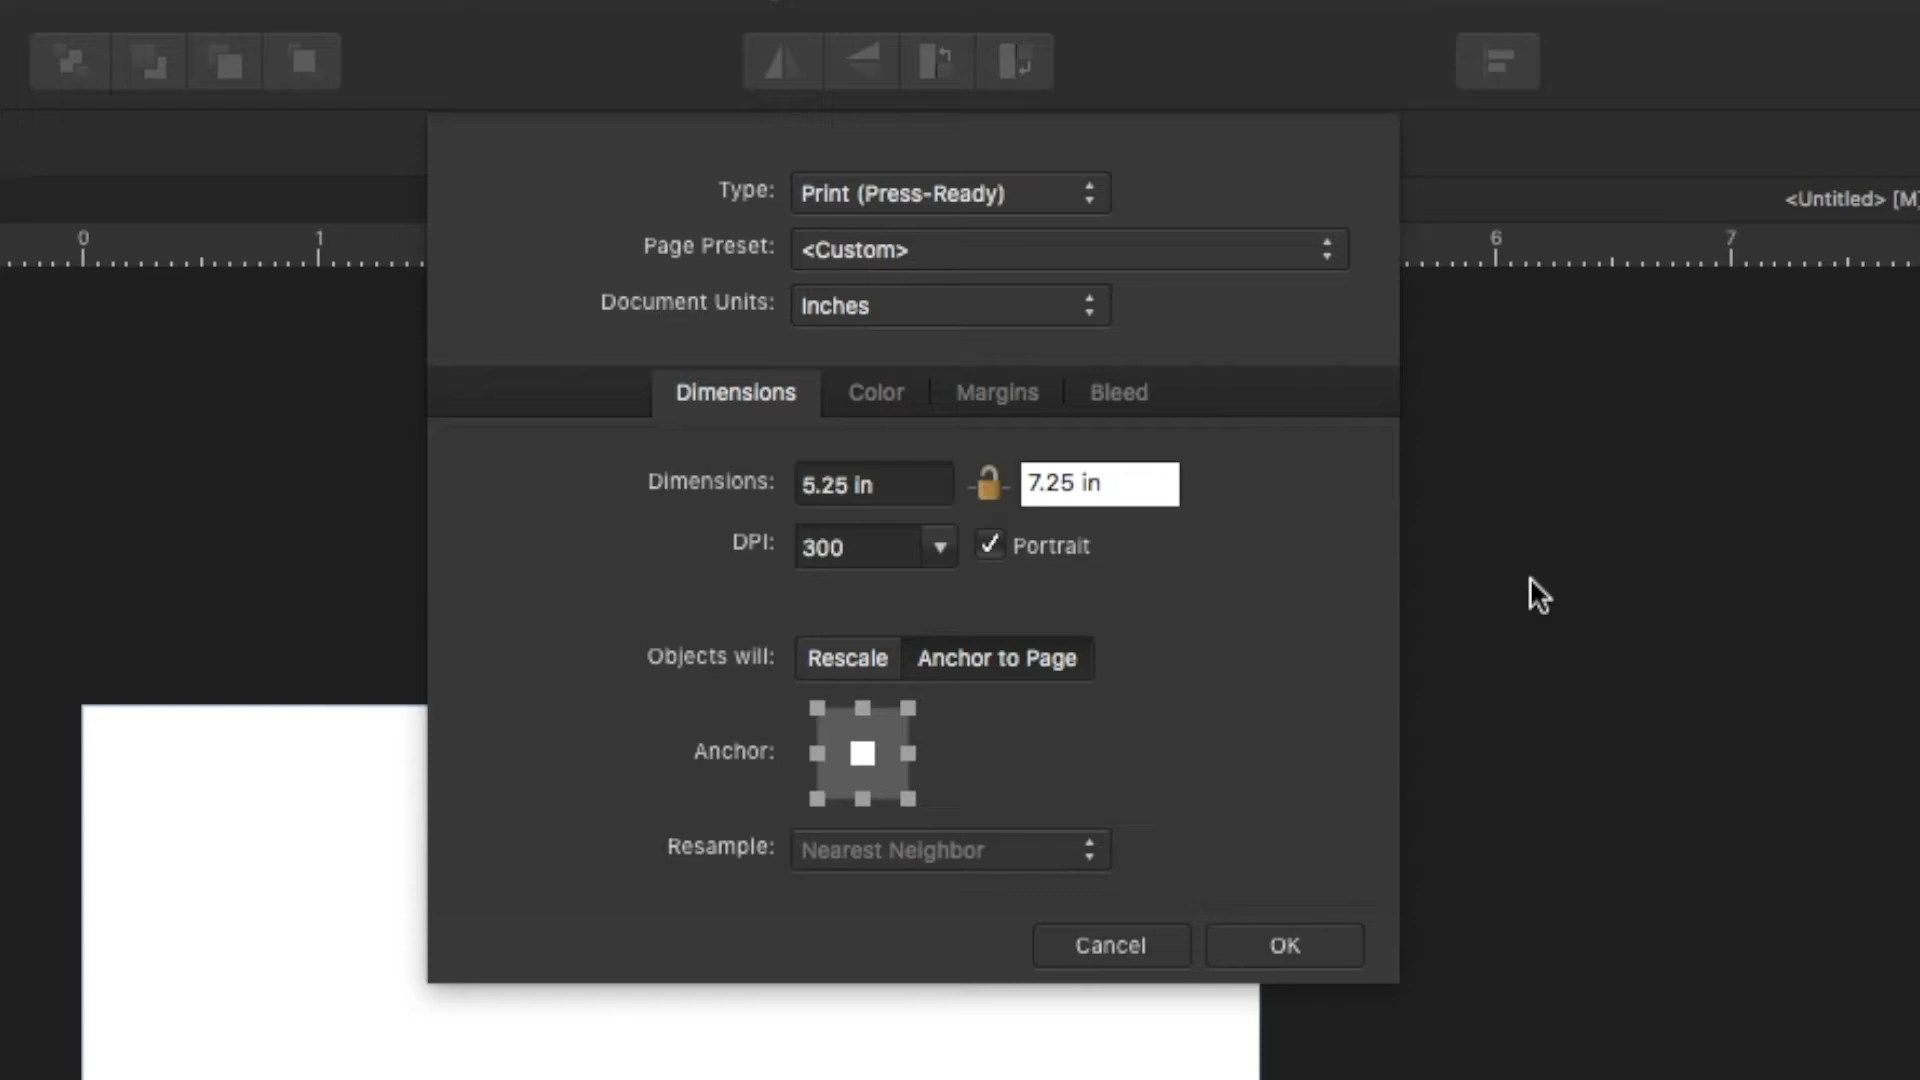 Type: Print (Press-Ready)
<Untitled> [M]
0 1 6 7
Page Preset: <Custom>
Document Units: Inches
Dimensions Color Margins Bleed
Dimensions: 5.25 in 7.25 in
DPI: 300 Portrait
Objects will: Rescale Anchor to Page
Anchor:
Resample: Nearest Neighbor
Cancel OK